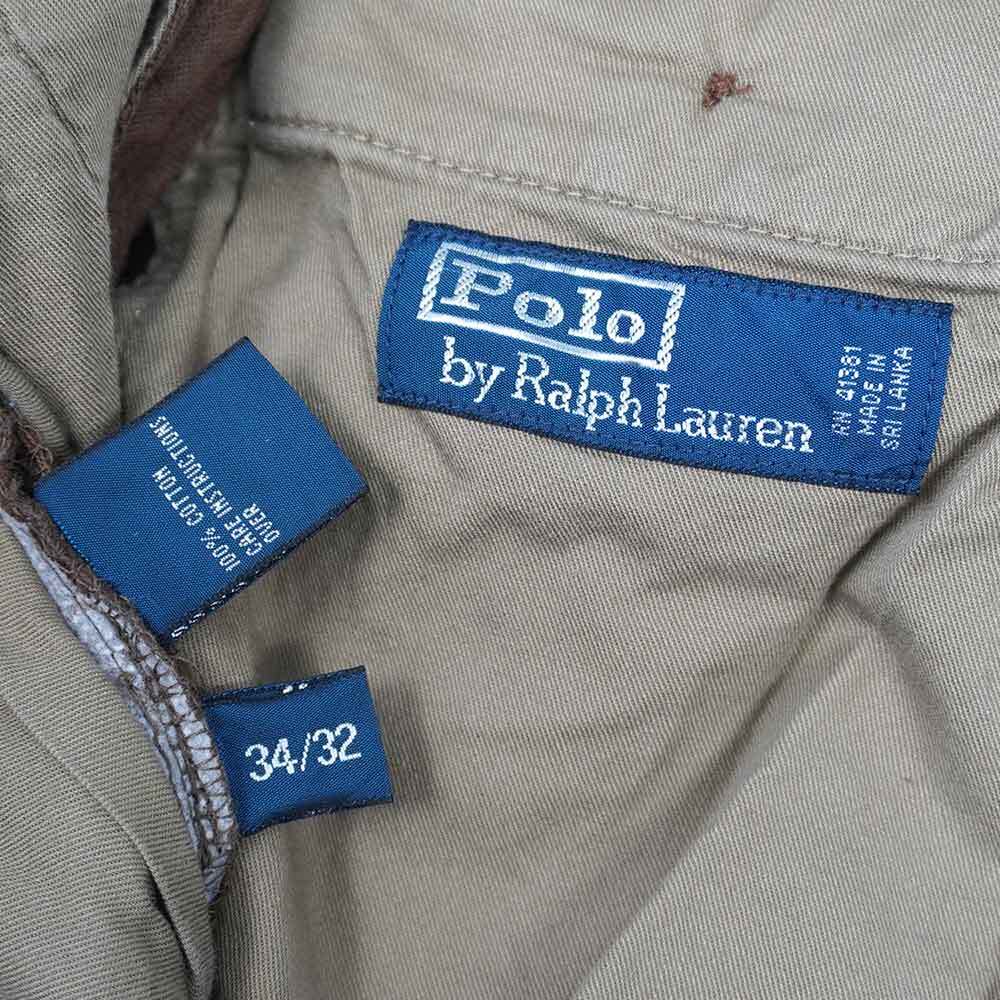 Polo
by Ralph Lauren
RN 41381
MADE IN
SRI LANKA
100% COTTON
CARE INSTRUCTIONS
OVER
34/32